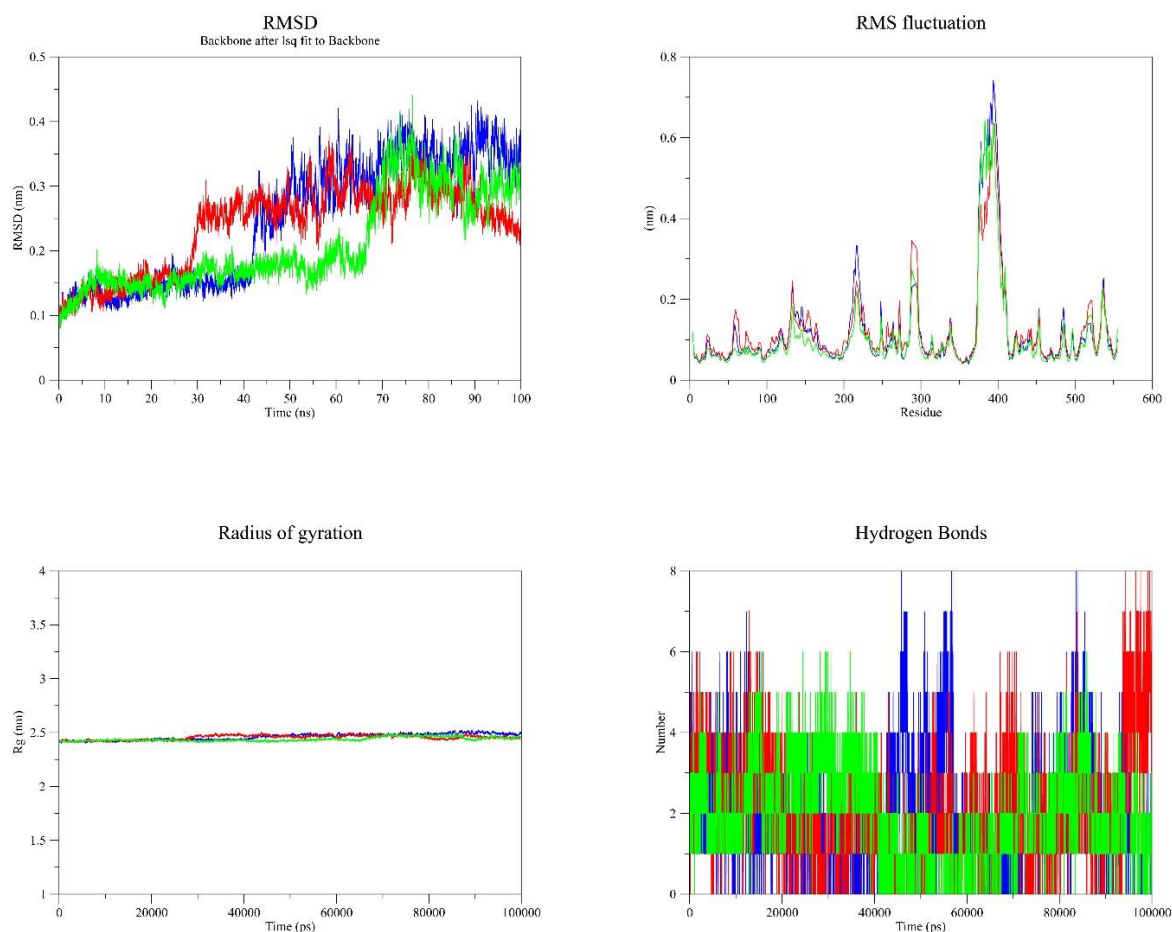 RMSD
Backbone after lsq fit to Backbone
0.5
0.4
0.3
0.2
0.1
0
RMSD (nm)
0 10 20 30 40 50 60 70 80 90 100
Time (ns)
RMS fluctuation
0.8
0.6
0.4
0.2
0
(nm)
0 100 200 300 400 500 600
Residue
Radius of gyration
4
3.5
3
2.5
2
1.5
1
Rg (nm)
0 20000 40000 60000 80000 100000
Time (ps)
Hydrogen Bonds
8
6
4
2
0
Number
0 20000 40000 60000 80000 100000
Time (ps)